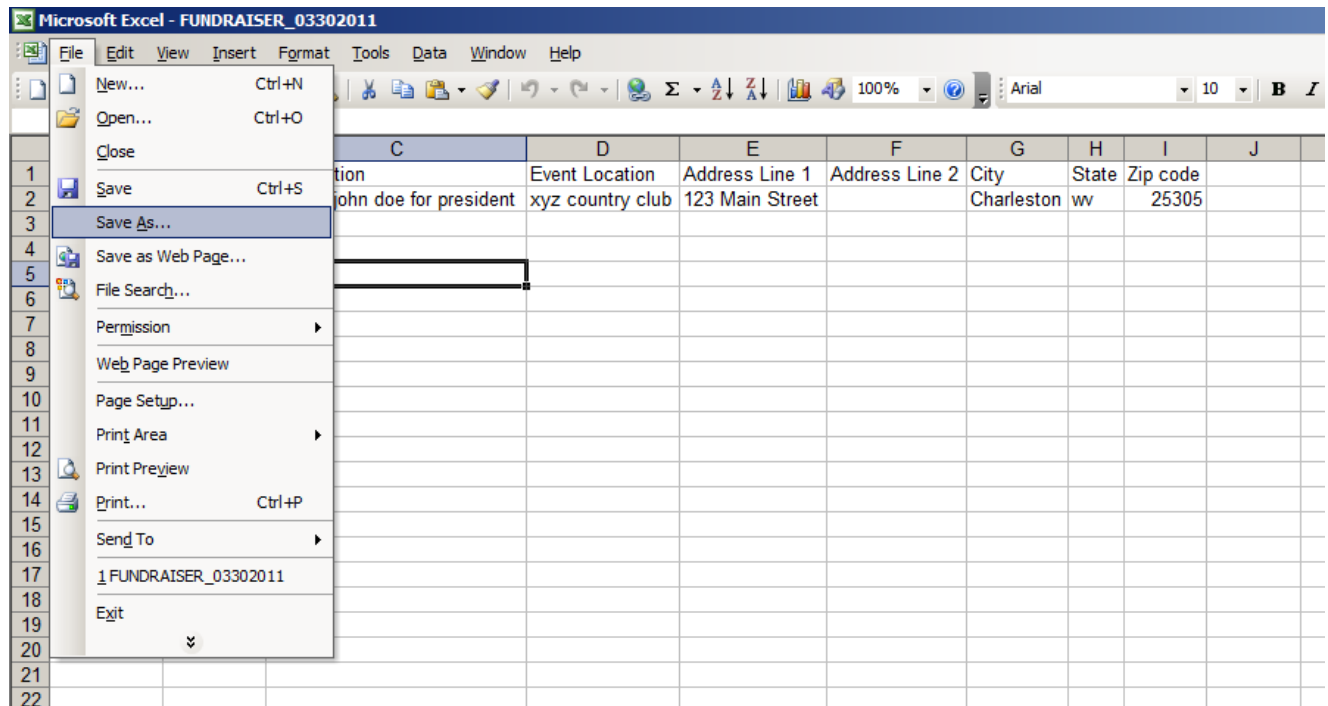 Microsoft Excel - FUNDRAISER_03302011
File Edit View Insert Format Tools Data Window Help
100% Arial 10 B I
New... Ctrl+N
Open... Ctrl+O
Close
Save Ctrl+S
Save As...
Save as Web Page...
File Search...
Permission
Web Page Preview
Page Setup...
Print Area
Print Preview
Print... Ctrl+P
Send To
1 FUNDRAISER_03302011
Exit
C D E F G H I J
1 tion Event Location Address Line 1 Address Line 2 City State Zip code
2 john doe for president xyz country club 123 Main Street Charleston wv 25305
3
4
5
6
7
8
9
10
11
12
13
14
15
16
17
18
19
20
21
22